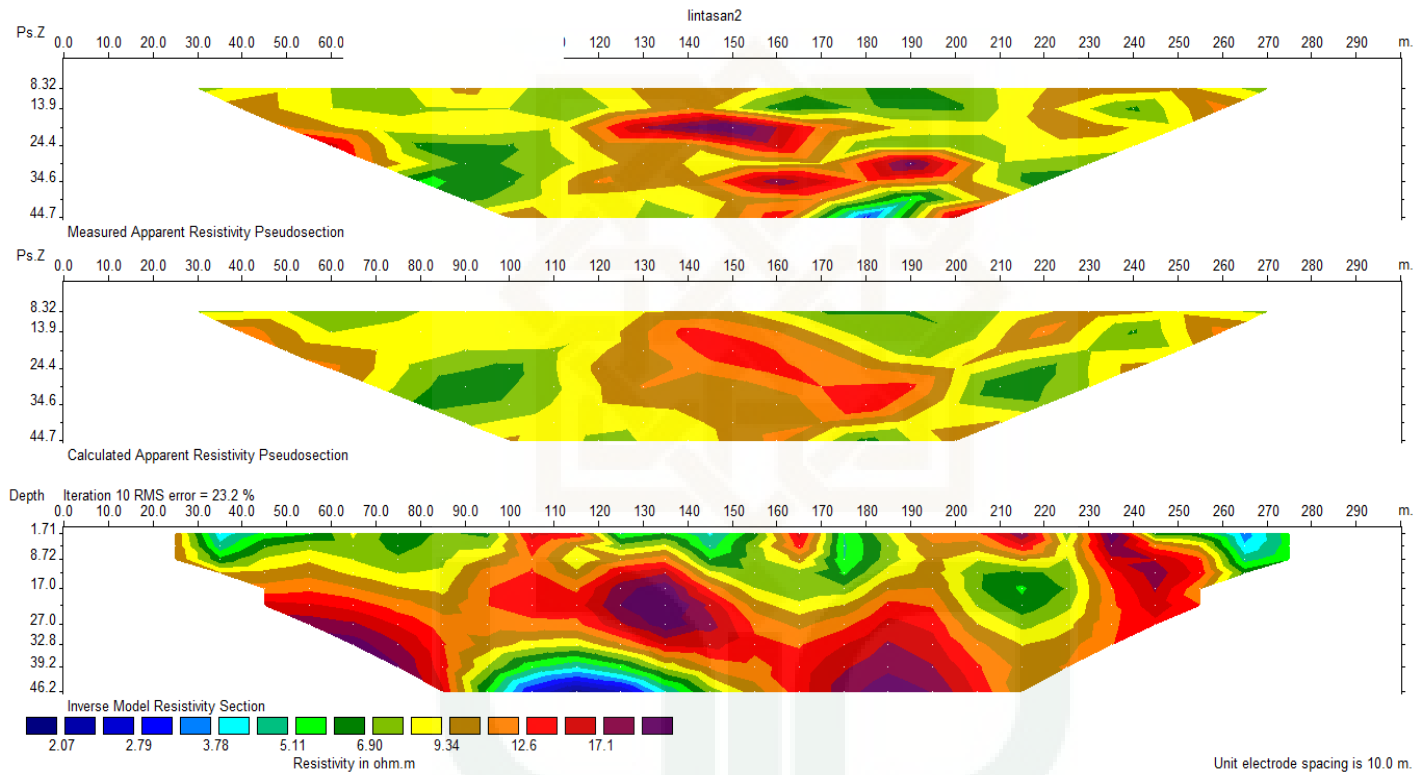 lintasan2
Ps.Z 0.0 10.0 20.0 30.0 40.0 50.0 60.0 120 130 140 150 160 170 180 190 200 210 220 230 240 250 260 270 280 290 m.
8.32
13.9
24.4
34.6
44.7
Measured Apparent Resistivity Pseudosection
Ps.Z 0.0 10.0 20.0 30.0 40.0 50.0 60.0 70.0 80.0 90.0 100 110 120 130 140 150 160 170 180 190 200 210 220 230 240 250 260 270 280 290 m.
8.32
13.9
24.4
34.6
44.7
Calculated Apparent Resistivity Pseudosection
Depth Iteration 10 RMS error = 23.2 %
0.0 10.0 20.0 30.0 40.0 50.0 60.0 70.0 80.0 90.0 100 110 120 130 140 150 160 170 180 190 200 210 220 230 240 250 260 270 280 290 m.
1.71
8.72
17.0
27.0
32.8
39.2
46.2
Inverse Model Resistivity Section
2.07 2.79 3.78 5.11 6.90 9.34 12.6 17.1
Resistivity in ohm.m
Unit electrode spacing is 10.0 m.